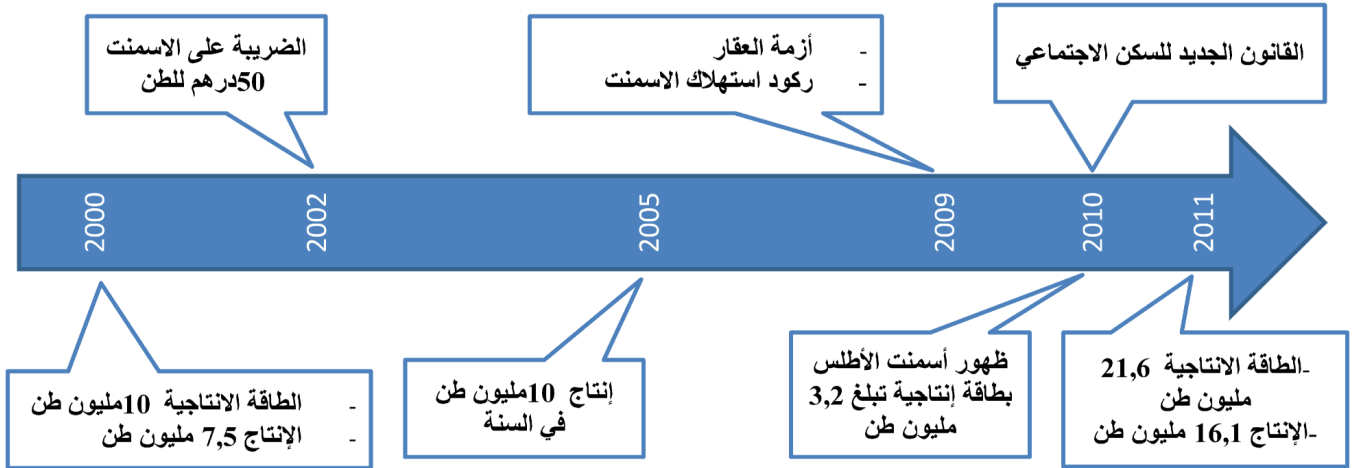 الضريبة على الاسمنت
50درهم للطن
- أزمة العقار
- ركود استهلاك الاسمنت
القانون الجديد للسكن الاجتماعي
2000
2002
2005
2009
2010
2011
- الطاقة الانتاجية 10مليون طن
- الإنتاج 7,5 مليون طن
إنتاج 10مليون طن
في السنة
ظهور أسمنت الأطلس
بطاقة إنتاجية تبلغ 3,2
مليون طن
-الطاقة الانتاجية 21,6
مليون طن
-الإنتاج 16,1 مليون طن